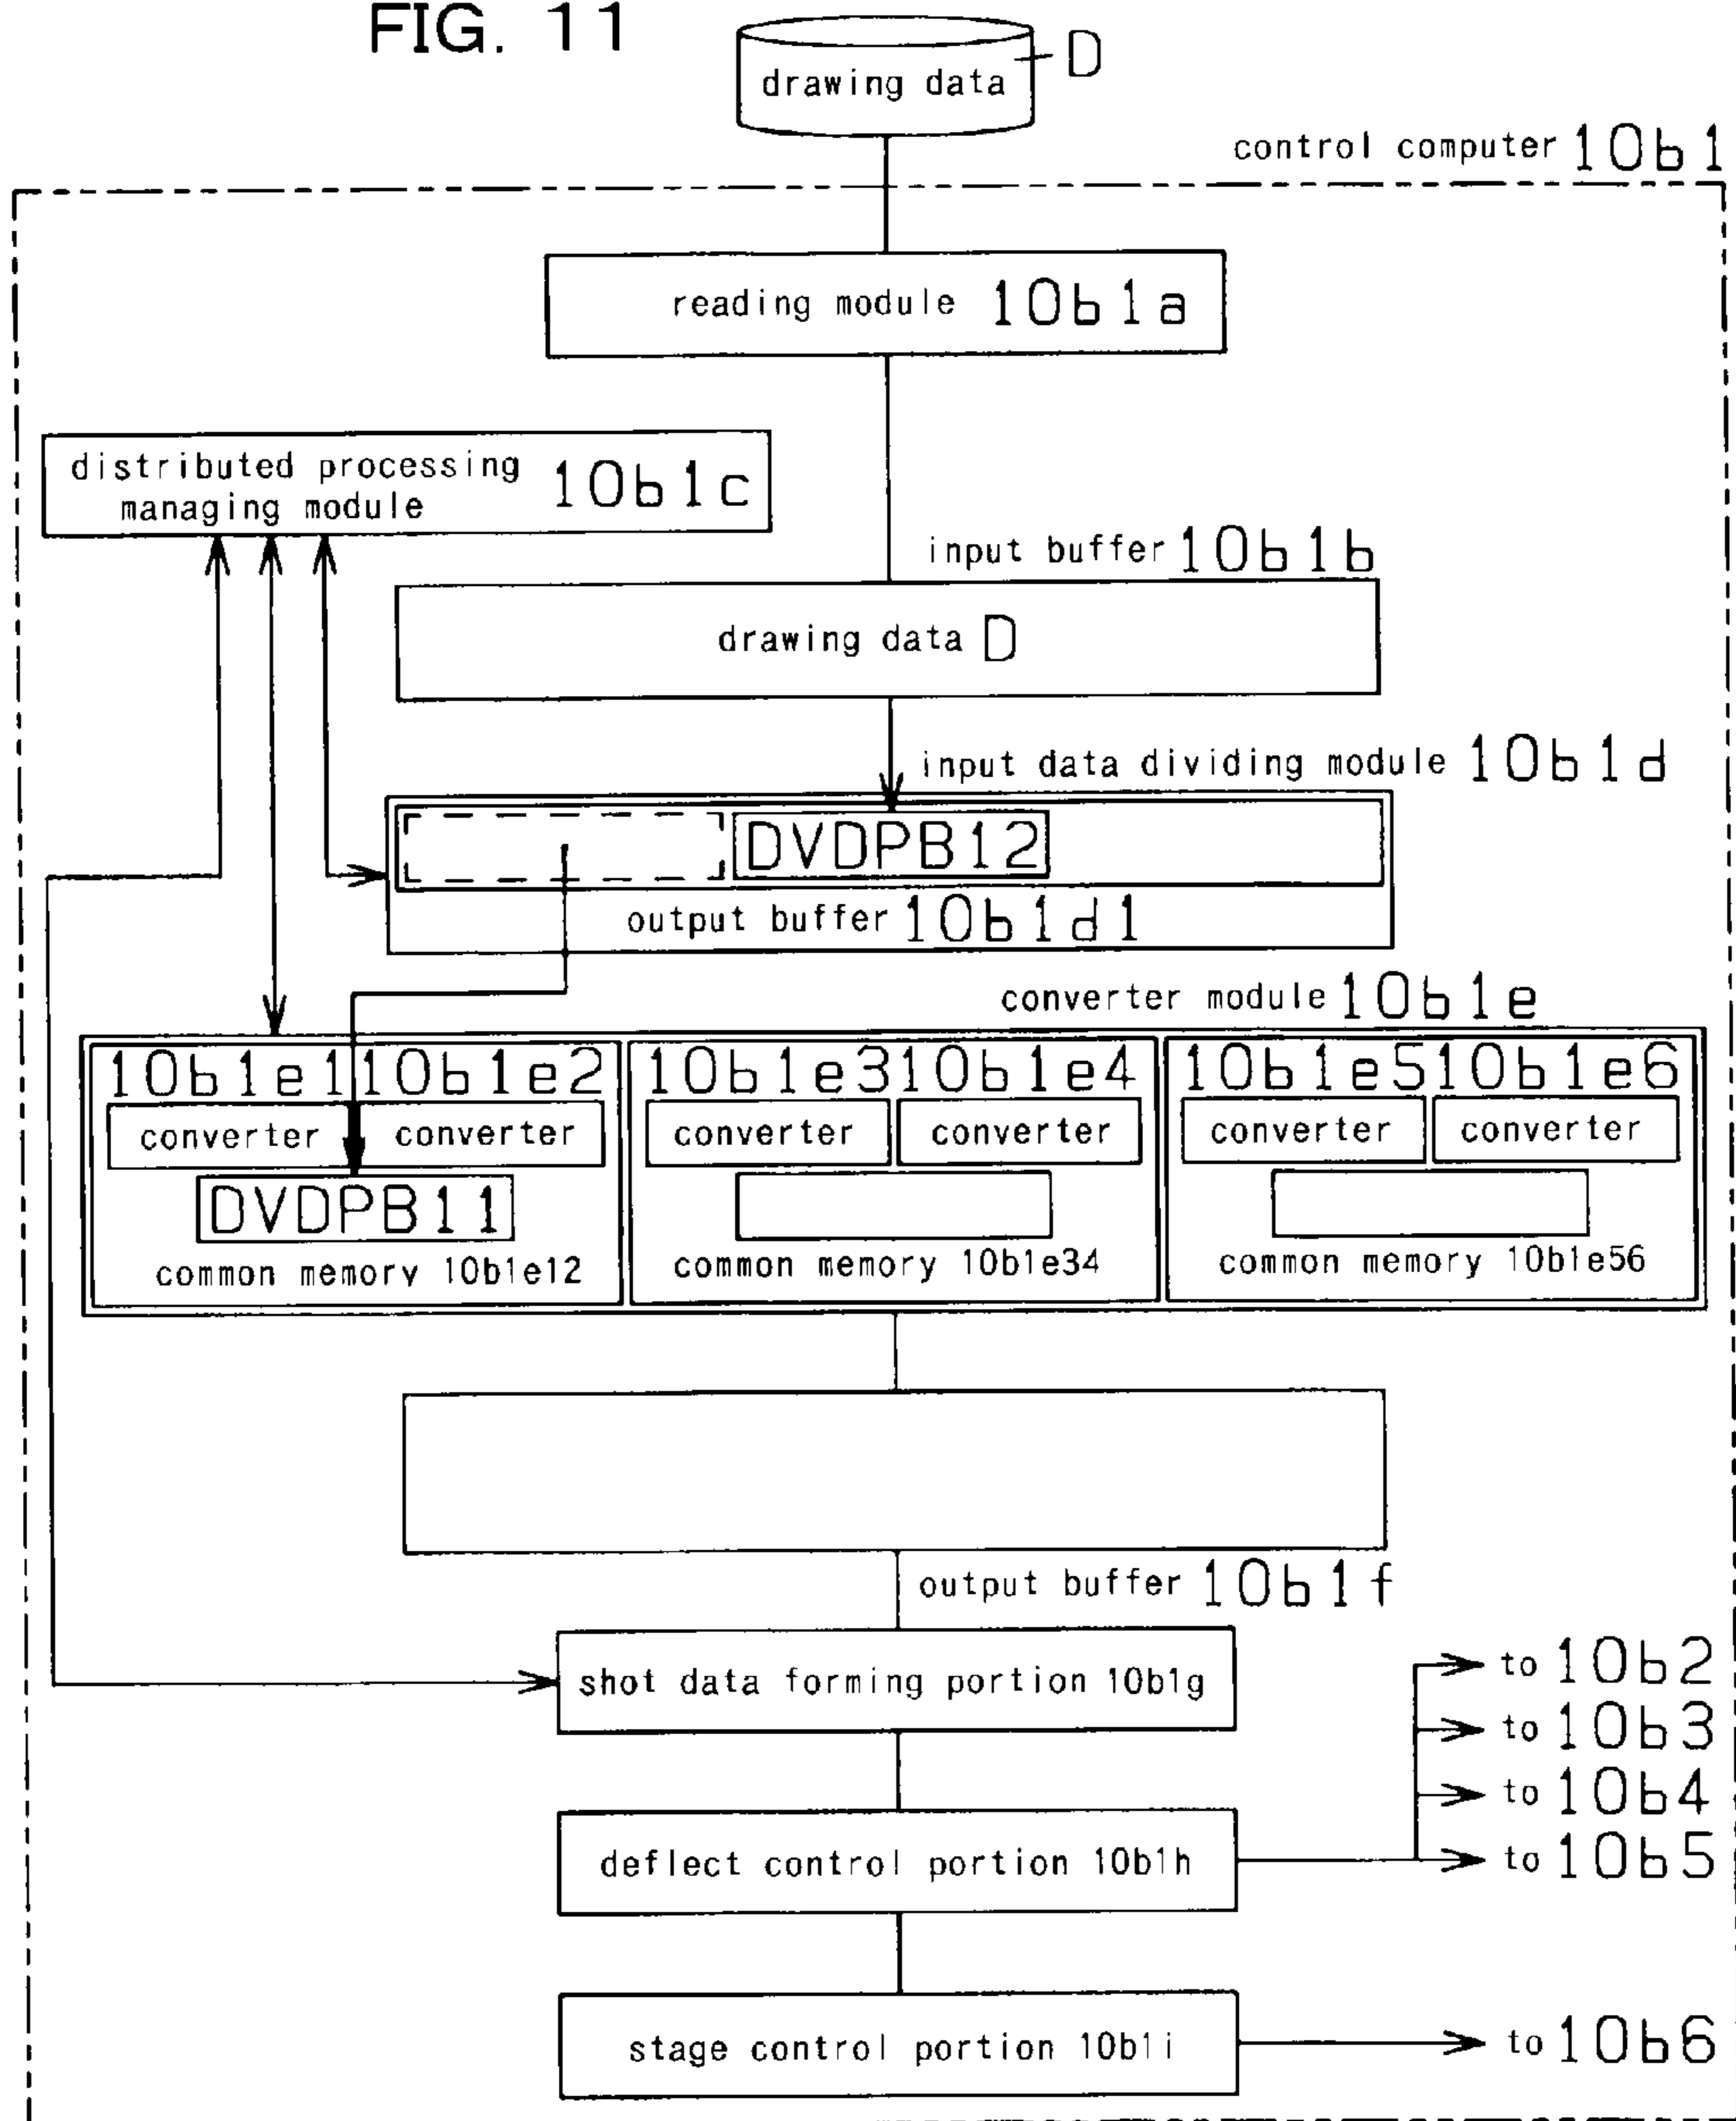 FIG. 11
drawing data
D
control computer 10b1
reading module 10b1a
distributed processing
managing module
10b1c
input buffer 10b1b
drawing data D
input data dividing module 10b1d
DVDPB12
output buffer 10b1d1
converter module 10b1e
10b1e1 10b1e2 10b1e3 10b1e4 10b1e5 10b1e6
converter converter converter converter converter converter
DVDPB11
common memory 10b1e12 common memory 10b1e34 common memory 10b1e56
output buffer 10b1f
shot data forming portion 10b1g
to 10b2
to 10b3
to 10b4
deflect control portion 10b1h
to 10b5
stage control portion 10b1i
to 10b6